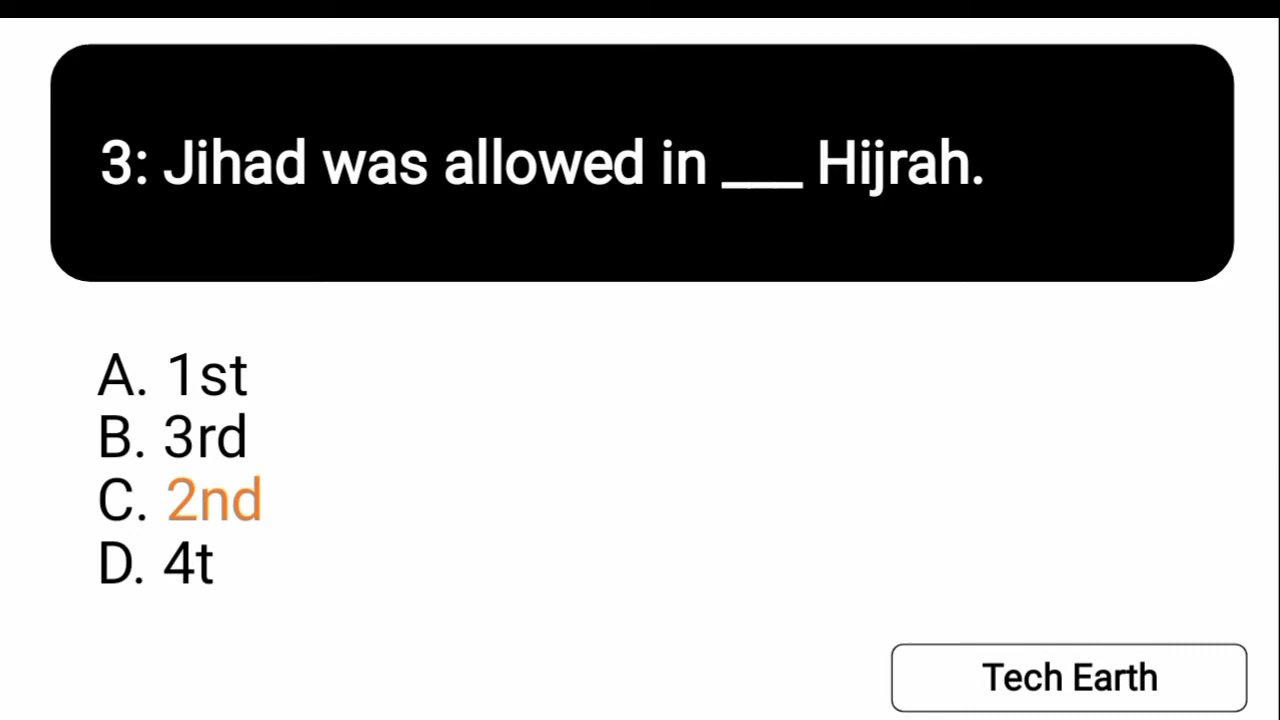 3: Jihad was allowed in ___ Hijrah.
A. 1st
B. 3rd
C. 2nd
D. 4t
Tech Earth